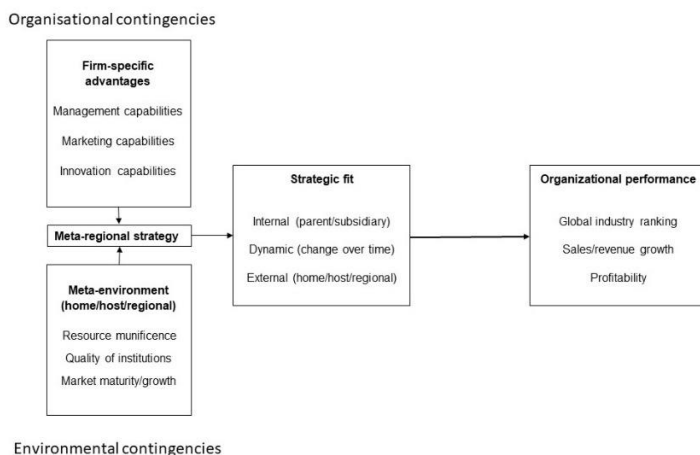 Organisational contingencies
Firm-specific
advantages
Management capabilities
Marketing capabilities
Innovation capabilities
Meta-regional strategy
Meta-environment
(home/host/regional)
Resource munificence
Quality of institutions
Market maturity/growth
Strategic fit
Internal (parent/subsidiary)
Dynamic (change over time)
External (home/host/regional)
Organizational performance
Global industry ranking
Sales/revenue growth
Profitability
Environmental contingencies